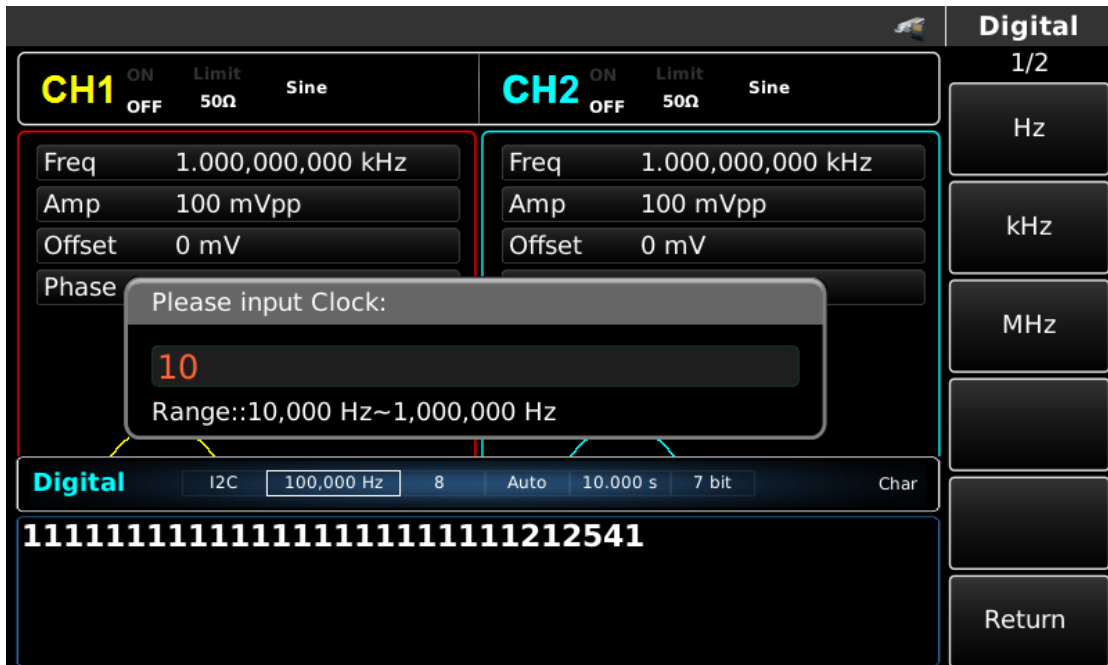 Digital
1/2
CH1 ON OFF Limit 50Ω Sine
CH2 ON OFF Limit 50Ω Sine
Freq 1.000,000,000 kHz
Amp 100 mVpp
Offset 0 mV
Phase
Freq 1.000,000,000 kHz
Amp 100 mVpp
Offset 0 mV
Please input Clock:
10
Range::10,000 Hz~1,000,000 Hz
Digital I2C 100,000 Hz 8 Auto 10.000 s 7 bit Char
111111111111111111111111212541
Hz
kHz
MHz
Return